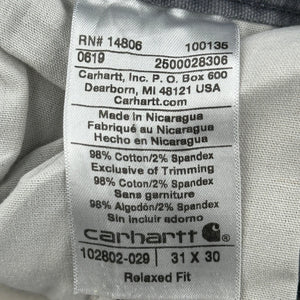 RN# 14806 100135
0619 2500028306
Carhartt, Inc. P. O. Box 600
Dearborn, MI 48121 USA
Carhartt.com
Made in Nicaragua
Fabriqué au Nicaragua
Hecho en Nicaragua
98% Cotton/2% Spandex
Exclusive of Trimming
98% Cotton/2% Spandex
Sans garniture
98% Algodón/2% Spandex
Sin incluir adorno
carhartt
102802-029 31 X 30
Relaxed Fit